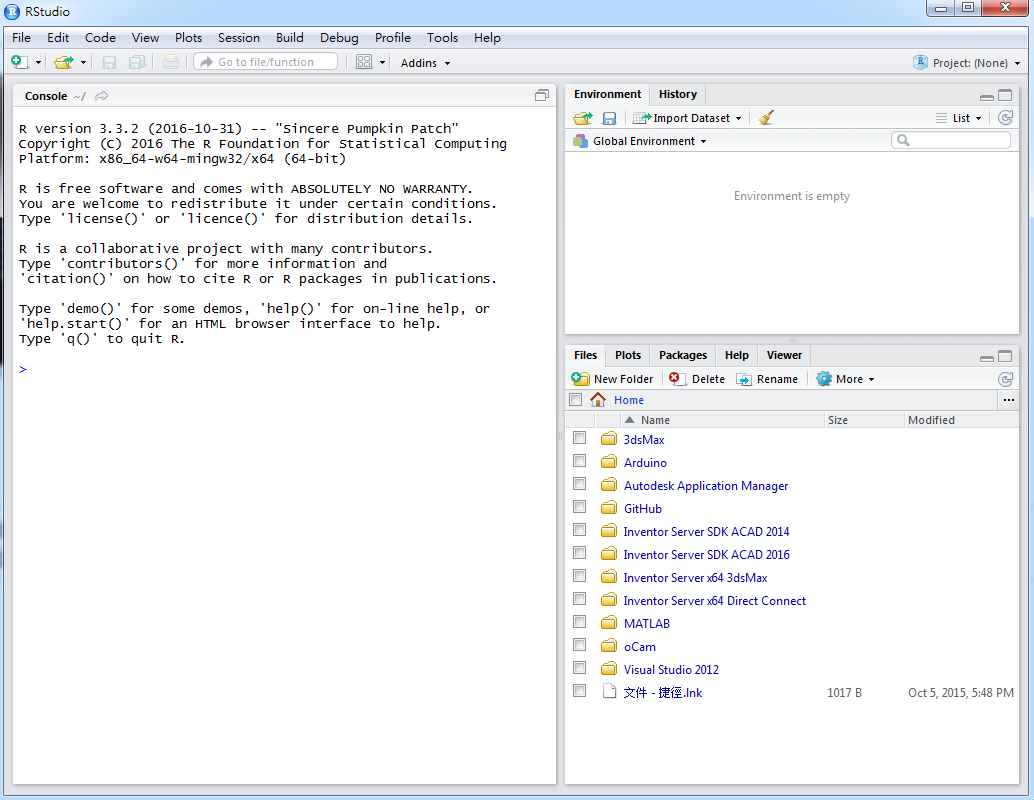 RStudio
File Edit Code View Plots Session Build Debug Profile Tools Help
Go to file/function Addins Project: (None)
Console ~/
R version 3.3.2 (2016-10-31) -- "Sincere Pumpkin Patch"
Copyright (C) 2016 The R Foundation for Statistical Computing
Platform: x86_64-w64-mingw32/x64 (64-bit)
R is free software and comes with ABSOLUTELY NO WARRANTY.
You are welcome to redistribute it under certain conditions.
Type 'license()' or 'licence()' for distribution details.
R is a collaborative project with many contributors.
Type 'contributors()' for more information and
'citation()' on how to cite R or R packages in publications.
Type 'demo()' for some demos, 'help()' for on-line help, or
'help.start()' for an HTML browser interface to help.
Type 'q()' to quit R.
>
Environment History
Import Dataset List
Global Environment
Environment is empty
Files Plots Packages Help Viewer
New Folder Delete Rename More
Home ...
Name Size Modified
3dsMax
Arduino
Autodesk Application Manager
GitHub
Inventor Server SDK ACAD 2014
Inventor Server SDK ACAD 2016
Inventor Server x64 3dsMax
Inventor Server x64 Direct Connect
MATLAB
oCam
Visual Studio 2012
文件 - 捷徑.lnk 1017 B Oct 5, 2015, 5:48 PM